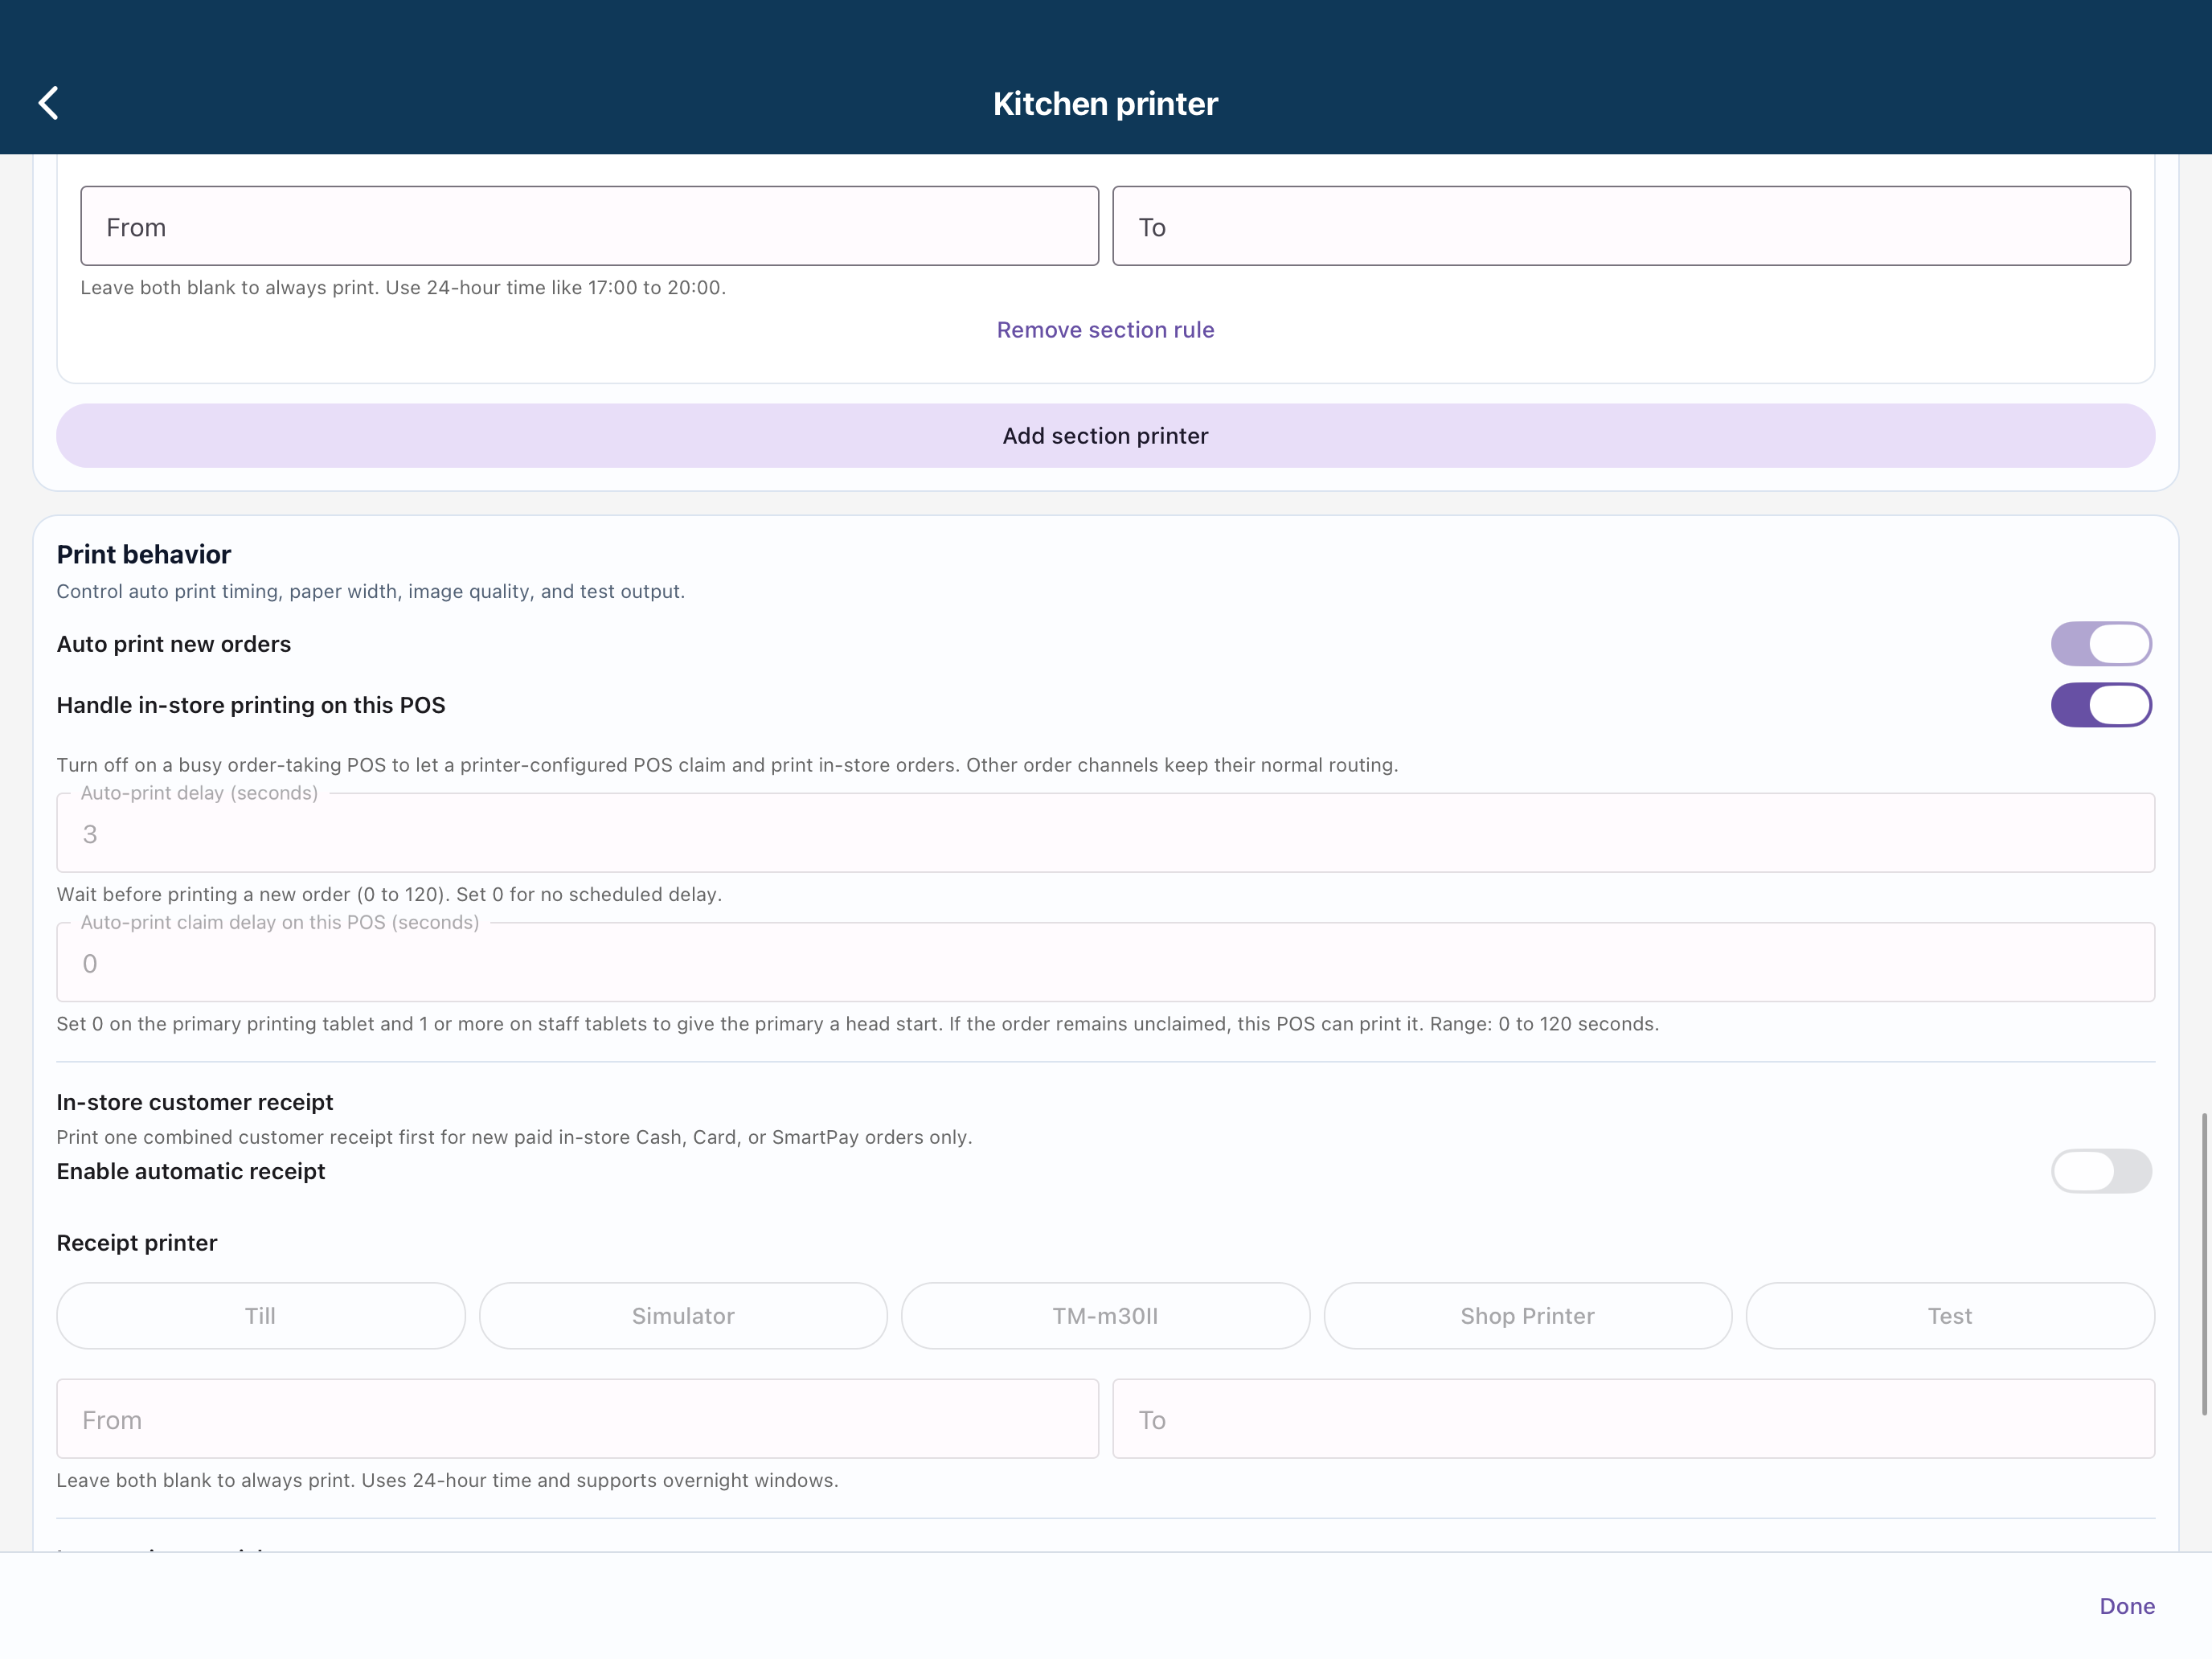 Kitchen printer
From
To
Leave both blank to always print. Use 24-hour time like 17:00 to 20:00.
Remove section rule
Add section printer
Print behavior
Control auto print timing, paper width, image quality, and test output.
Auto print new orders
Handle in-store printing on this POS
Turn off on a busy order-taking POS to let a printer-configured POS claim and print in-store orders. Other order channels keep their normal routing.
Auto-print delay (seconds)
3
Wait before printing a new order (0 to 120). Set 0 for no scheduled delay.
Auto-print claim delay on this POS (seconds)
0
Set 0 on the primary printing tablet and 1 or more on staff tablets to give the primary a head start. If the order remains unclaimed, this POS can print it. Range: 0 to 120 seconds.
In-store customer receipt
Print one combined customer receipt first for new paid in-store Cash, Card, or SmartPay orders only.
Enable automatic receipt
Receipt printer
Till
Simulator
TM-m30II
Shop Printer
Test
From
To
Leave both blank to always print. Uses 24-hour time and supports overnight windows.
Done